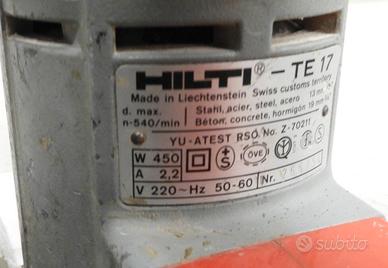 HILTI® - TE 17
Made in Liechtenstein Swiss customs territory
d. max. Stahl, acier, steel, acero 13 mm
n-540/min Béton, concrete, hormigón 19 mm
YU-ATEST RSO No. Z-70211
W 450 +S ÖVE S
A 2,2
V 220~ Hz 50-60 Nr.
subito